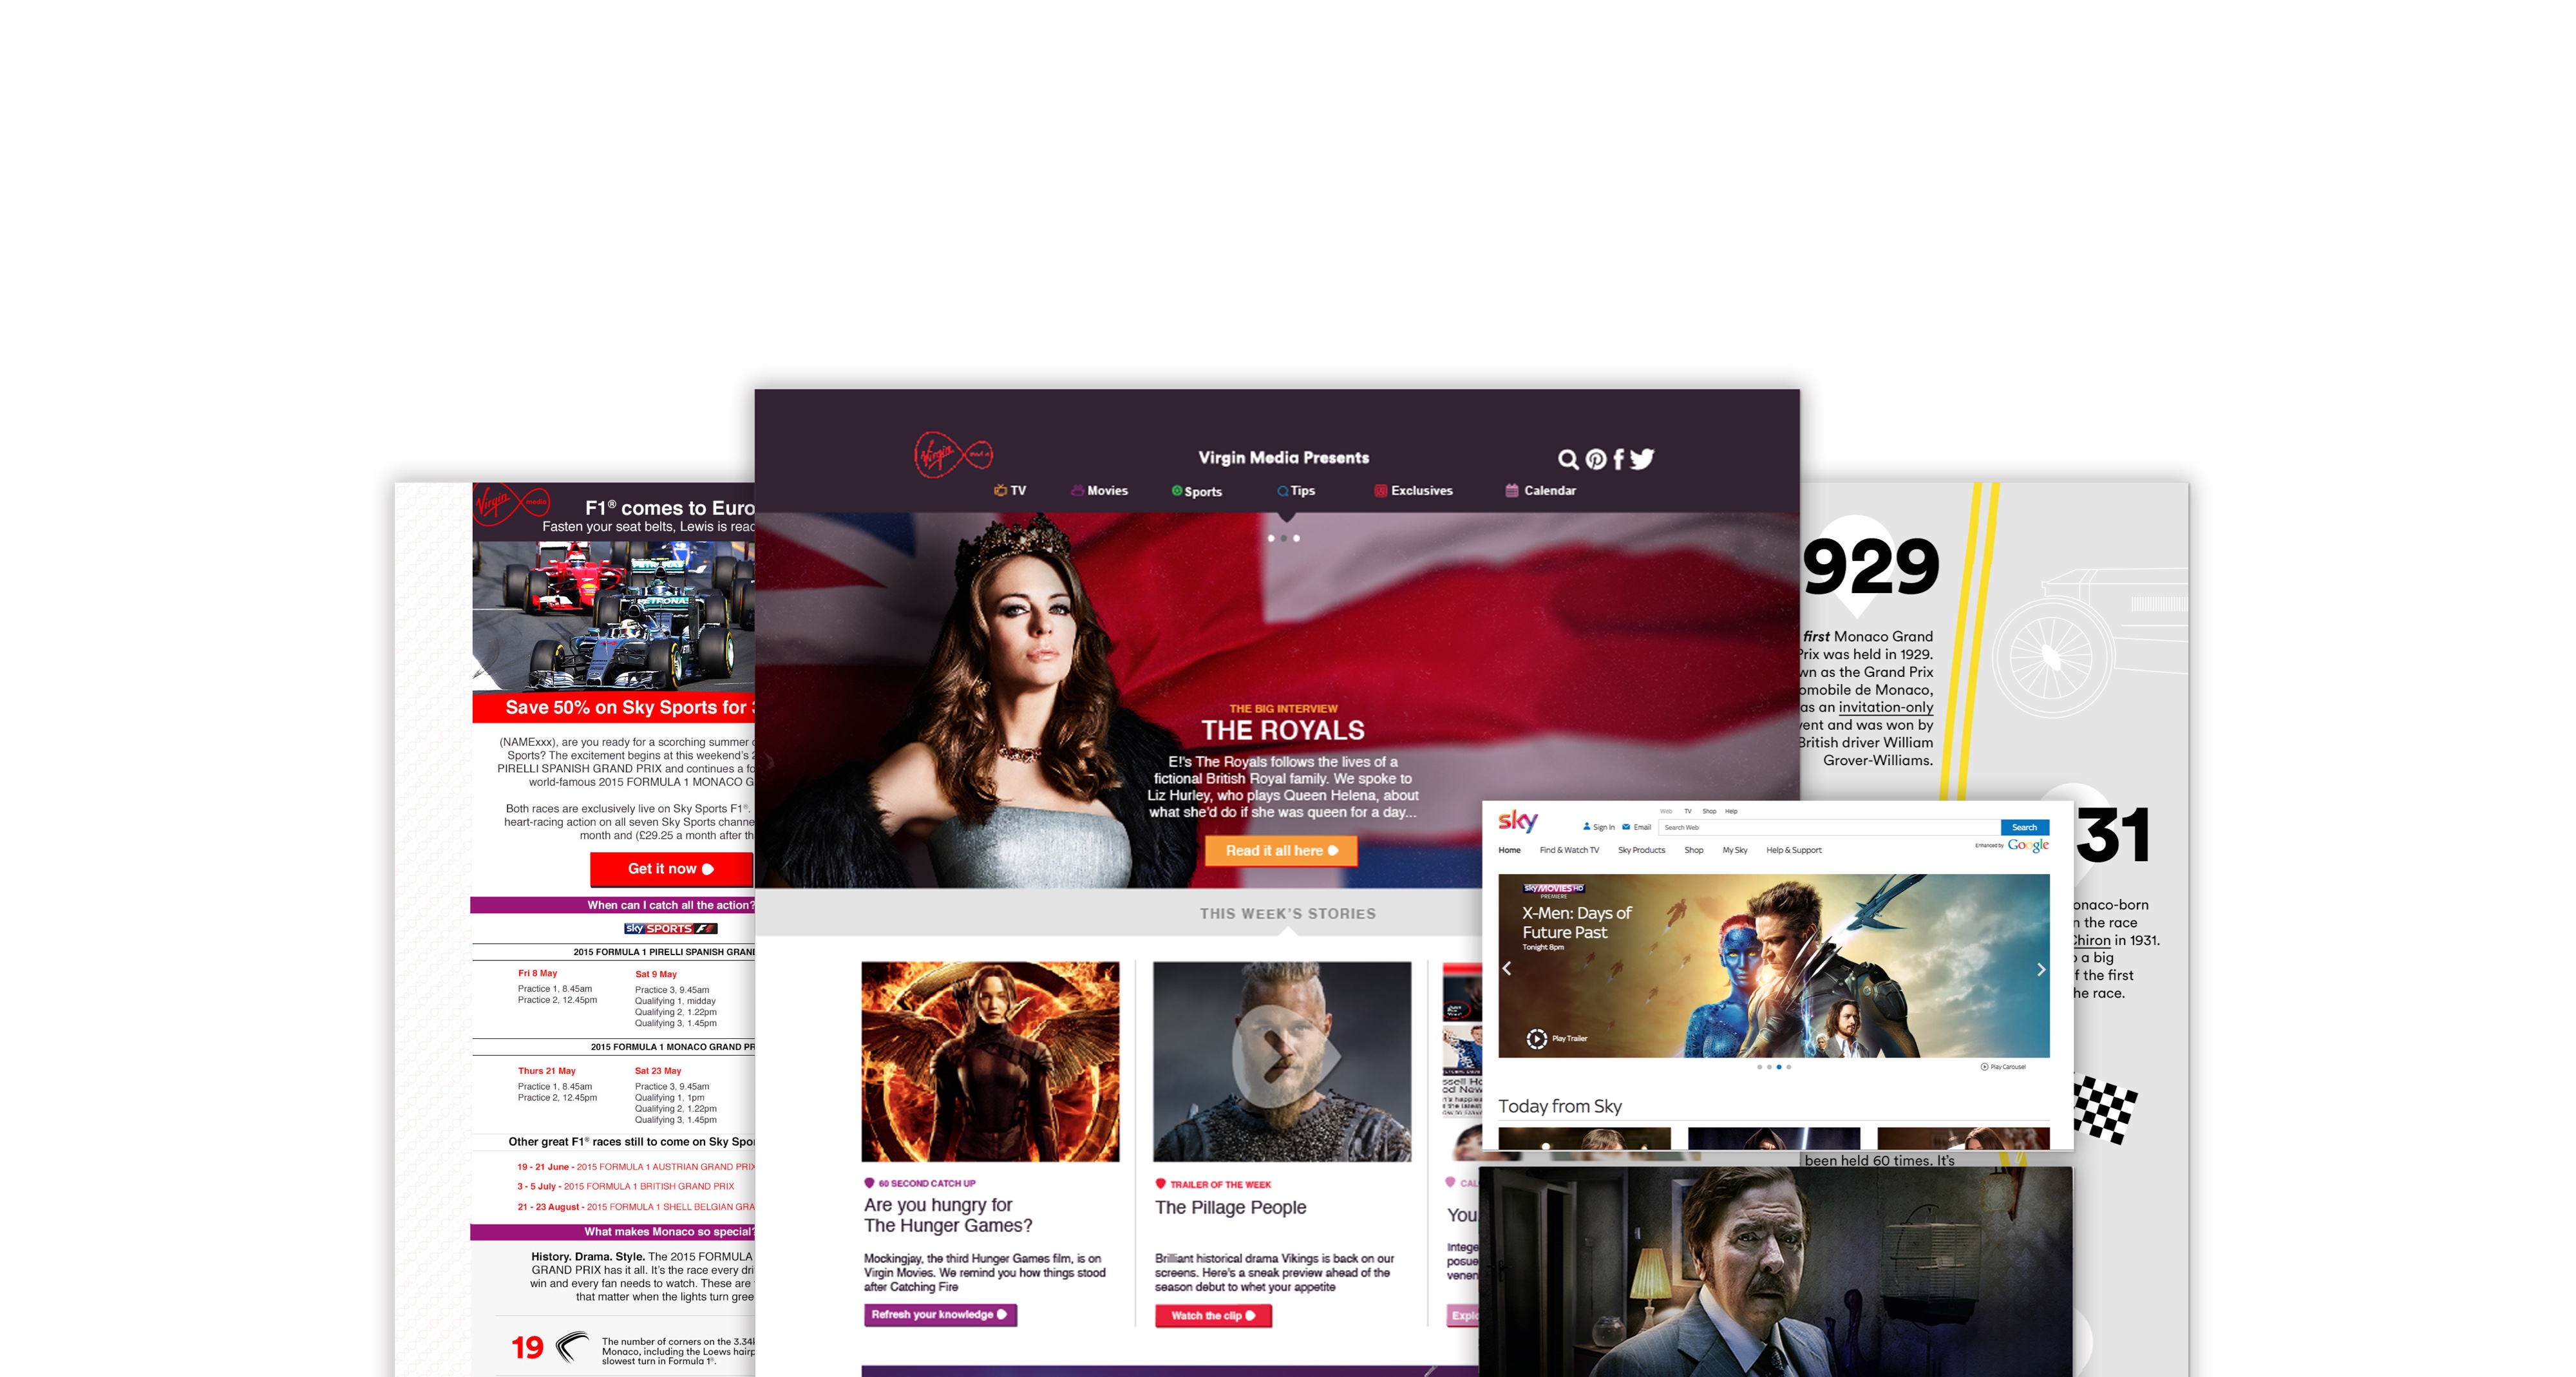 Virgin media
F1® comes to Euro
Fasten your seat belts, Lewis is read
PETRONAS
Save 50% on Sky Sports for
(NAMExxx), are you ready for a scorching summer
Sports? The excitement begins at this weekend's
PIRELLI SPANISH GRAND PRIX and continues a fo
world-famous 2015 FORMULA 1 MONACO G
Both races are exclusively live on Sky Sports F1®.
heart-racing action on all seven Sky Sports channe
month and (£29.25 a month after th
Get it now
When can I catch all the action?
sky SPORTS F1
2015 FORMULA 1 PIRELLI SPANISH GRAND
Fri 8 May
Practice 1, 8.45am
Practice 2, 12.45pm
Sat 9 May
Practice 3, 9.45am
Qualifying 1, midday
Qualifying 2, 1.22pm
Qualifying 3, 1.45pm
2015 FORMULA 1 MONACO GRAND PR
Thurs 21 May
Practice 1, 8.45am
Practice 2, 12.45pm
Sat 23 May
Practice 3, 9.45am
Qualifying 1, 1pm
Qualifying 2, 1.22pm
Qualifying 3, 1.45pm
Other great F1® races still to come on Sky Spor
19 - 21 June - 2015 FORMULA 1 AUSTRIAN GRAND PRIX
3 - 5 July - 2015 FORMULA 1 BRITISH GRAND PRIX
21 - 23 August - 2015 FORMULA 1 SHELL BELGIAN GRA
What makes Monaco so special?
History. Drama. Style. The 2015 FORMULA
GRAND PRIX has it all. It's the race every dri
win and every fan needs to watch. These are
that matter when the lights turn gree
19
The number of corners on the 3.34k
Monaco, including the Loews hairp
slowest turn in Formula 1®.
Virgin media
Virgin Media Presents
TV
Movies
Sports
Tips
Exclusives
Calendar
THE BIG INTERVIEW
THE ROYALS
E!'s The Royals follows the lives of a
fictional British Royal family. We spoke to
Liz Hurley, who plays Queen Helena, about
what she'd do if she was queen for a day...
Read it all here
THIS WEEK'S STORIES
60 SECOND CATCH UP
Are you hungry for
The Hunger Games?
Mockingjay, the third Hunger Games film, is on
Virgin Movies. We remind you how things stood
after Catching Fire
Refresh your knowledge
TRAILER OF THE WEEK
The Pillage People
Brilliant historical drama Vikings is back on our
screens. Here's a sneak preview ahead of the
season debut to whet your appetite
Watch the clip
CAL
You
Intege
posue
venen
Explo
sky
Web
TV
Shop
Help
Sign In
Email
Search Web
Search
Home
Find & Watch TV
Sky Products
Shop
My Sky
Help & Support
Enhanced by Google
sky MOVIES HD
PREMIERE
X-Men: Days of
Future Past
Tonight 8pm
Play Trailer
Play Carousel
Today from Sky
929
first Monaco Grand
Prix was held in 1929.
wn as the Grand Prix
omobile de Monaco,
as an invitation-only
vent and was won by
British driver William
Grover-Williams.
31
onaco-born
n the race
Chiron in 1931.
o a big
f the first
he race.
been held 60 times. It's